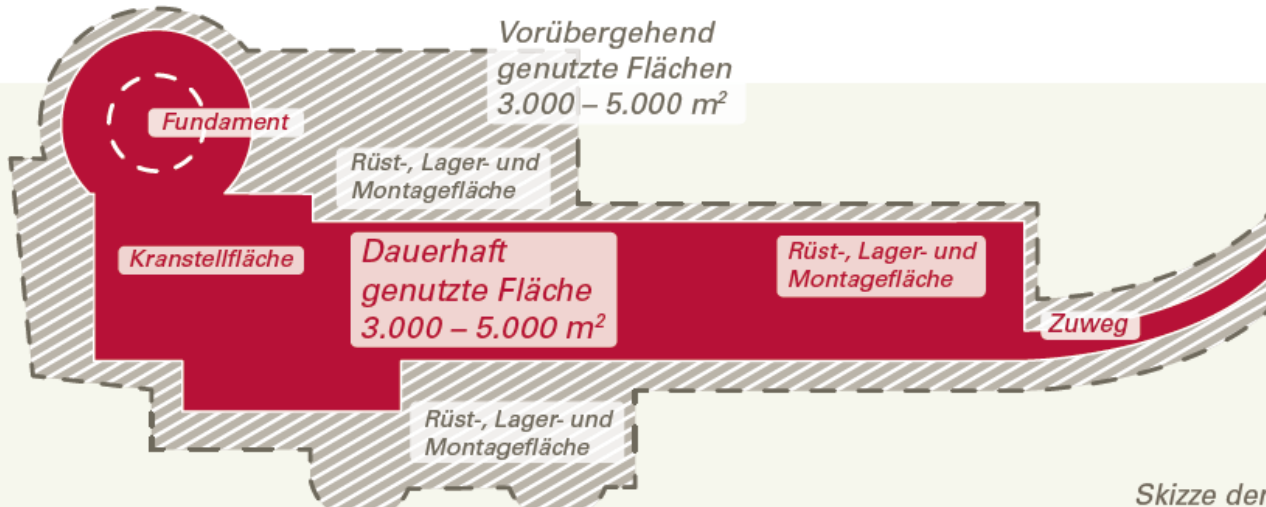 Vorübergehend
genutzte Flächen
3.000 – 5.000 m²
Fundament
Rüst-, Lager- und
Montagefläche
Kranstellfläche
Dauerhaft
genutzte Fläche
3.000 – 5.000 m²
Rüst-, Lager- und
Montagefläche
Zuweg
Rüst-, Lager- und
Montagefläche
Skizze der